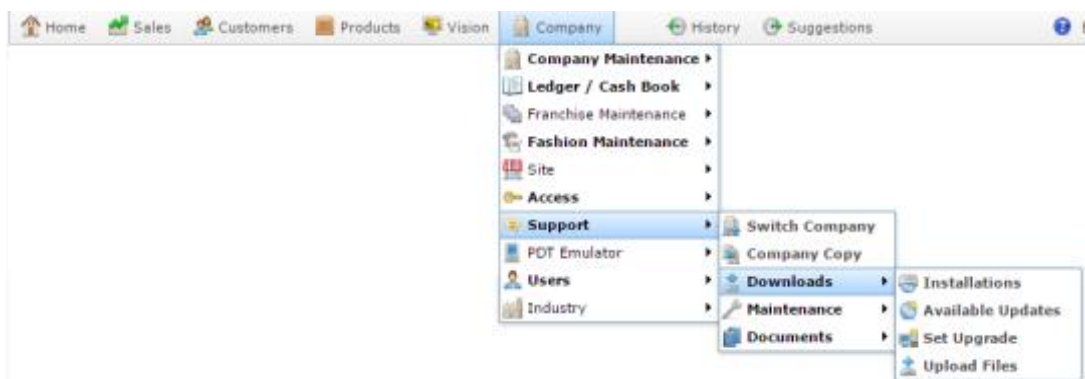 Home Sales Customers Products Vision Company History Suggestions
Company Maintenance
Ledger / Cash Book
Franchise Maintenance
Fashion Maintenance
Site
Access
Support
PDT Emulator
Users
Industry
Switch Company
Company Copy
Downloads
Maintenance
Documents
Installations
Available Updates
Set Upgrade
Upload Files